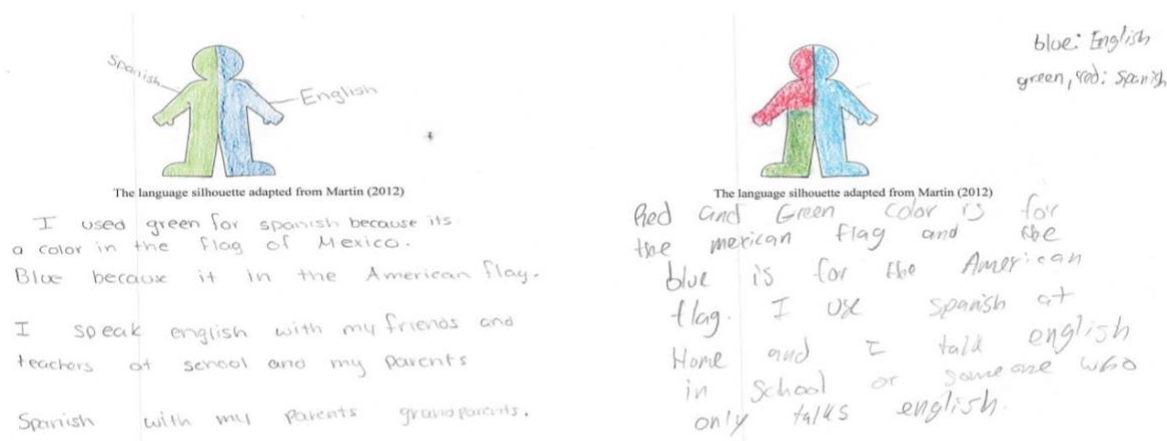 Spanish
English
The language silhouette adapted from Martin (2012)
I used green for spanish because its
a color in the flag of Mexico.
Blue because it in the American flag.
I speak english with my friends and
teachers at school and my parents
Spanish with my Parents grandparents.
blue: English
green, red: Spanish
The language silhouette adapted from Martin (2012)
Red and Green color is for
the mexican flag and the
blue is for the American
flag. I use spanish at
Home and I talk english
in School or someone who
only talks english.